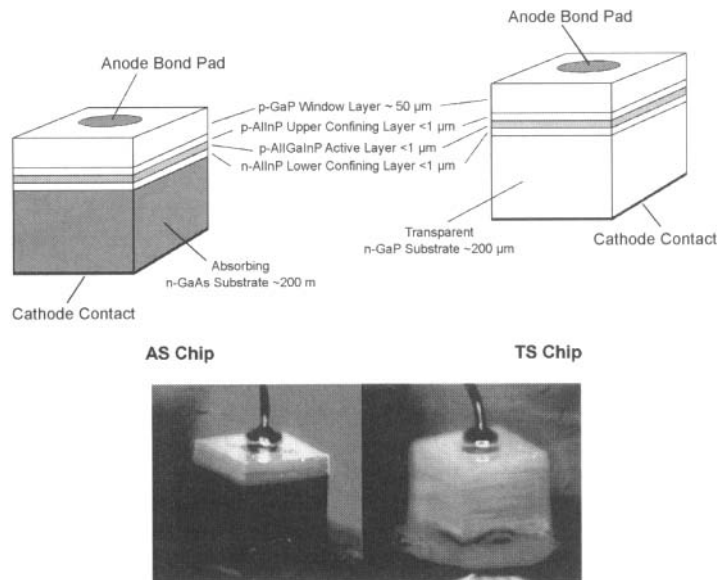 Anode Bond Pad
Anode Bond Pad
p-GaP Window Layer ~ 50 µm
p-AlInP Upper Confining Layer <1 µm
p-AlIGaInP Active Layer <1 µm
n-AlInP Lower Confining Layer <1 µm
Transparent
n-GaP Substrate ~200 µm
Cathode Contact
Absorbing
n-GaAs Substrate ~200 m
Cathode Contact
AS Chip
TS Chip